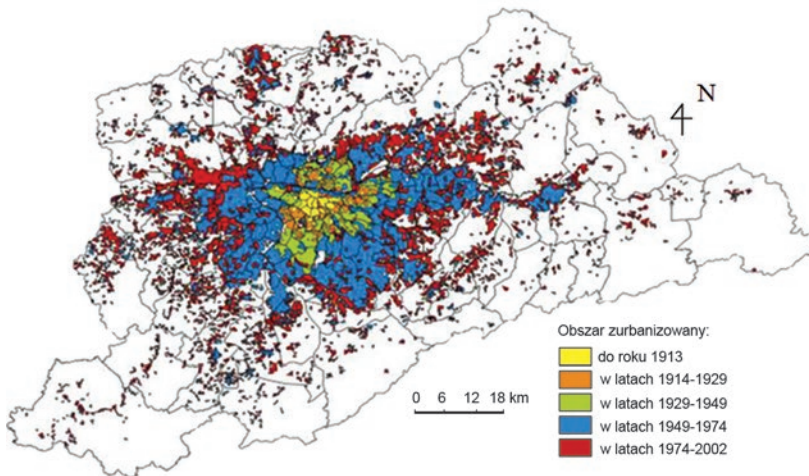 N
Obszar zurbanizowany:
do roku 1913
w latach 1914-1929
w latach 1929-1949
w latach 1949-1974
w latach 1974-2002
0 6 12 18 km